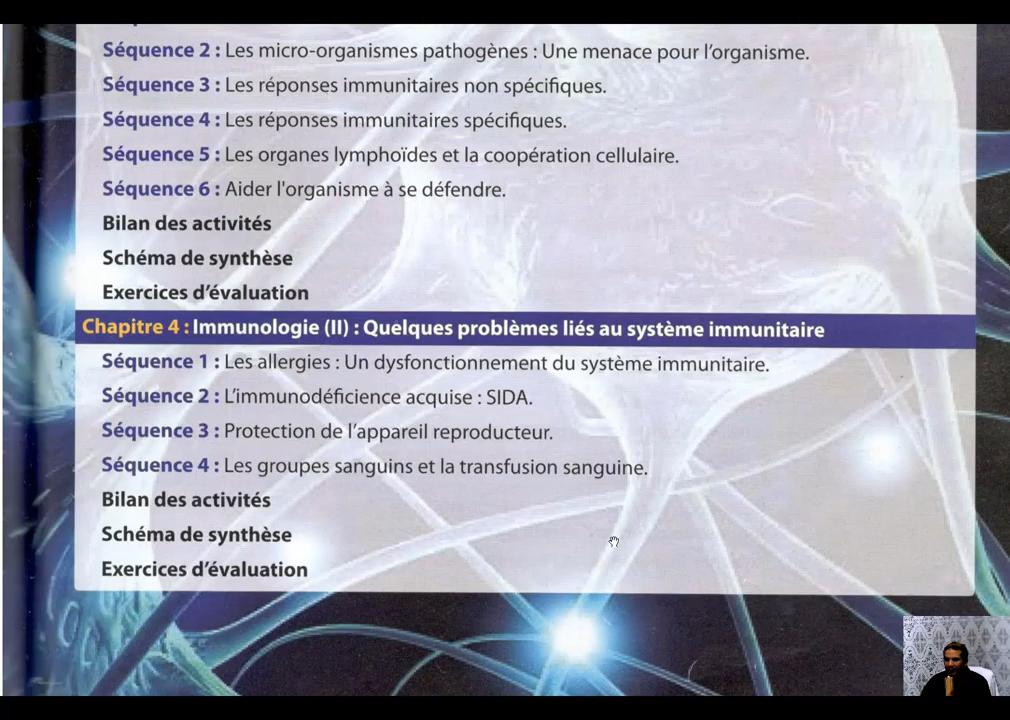 Séquence 2 : Les micro-organismes pathogènes : Une menace pour l'organisme.
Séquence 3 : Les réponses immunitaires non spécifiques.
Séquence 4 : Les réponses immunitaires spécifiques.
Séquence 5 : Les organes lymphoïdes et la coopération cellulaire.
Séquence 6 : Aider l'organisme à se défendre.
Bilan des activités
Schéma de synthèse
Exercices d'évaluation
Chapitre 4 : Immunologie (II) : Quelques problèmes liés au système immunitaire
Séquence 1 : Les allergies : Un dysfonctionnement du système immunitaire.
Séquence 2 : L'immunodéficience acquise : SIDA.
Séquence 3 : Protection de l'appareil reproducteur.
Séquence 4 : Les groupes sanguins et la transfusion sanguine.
Bilan des activités
Schéma de synthèse
Exercices d'évaluation